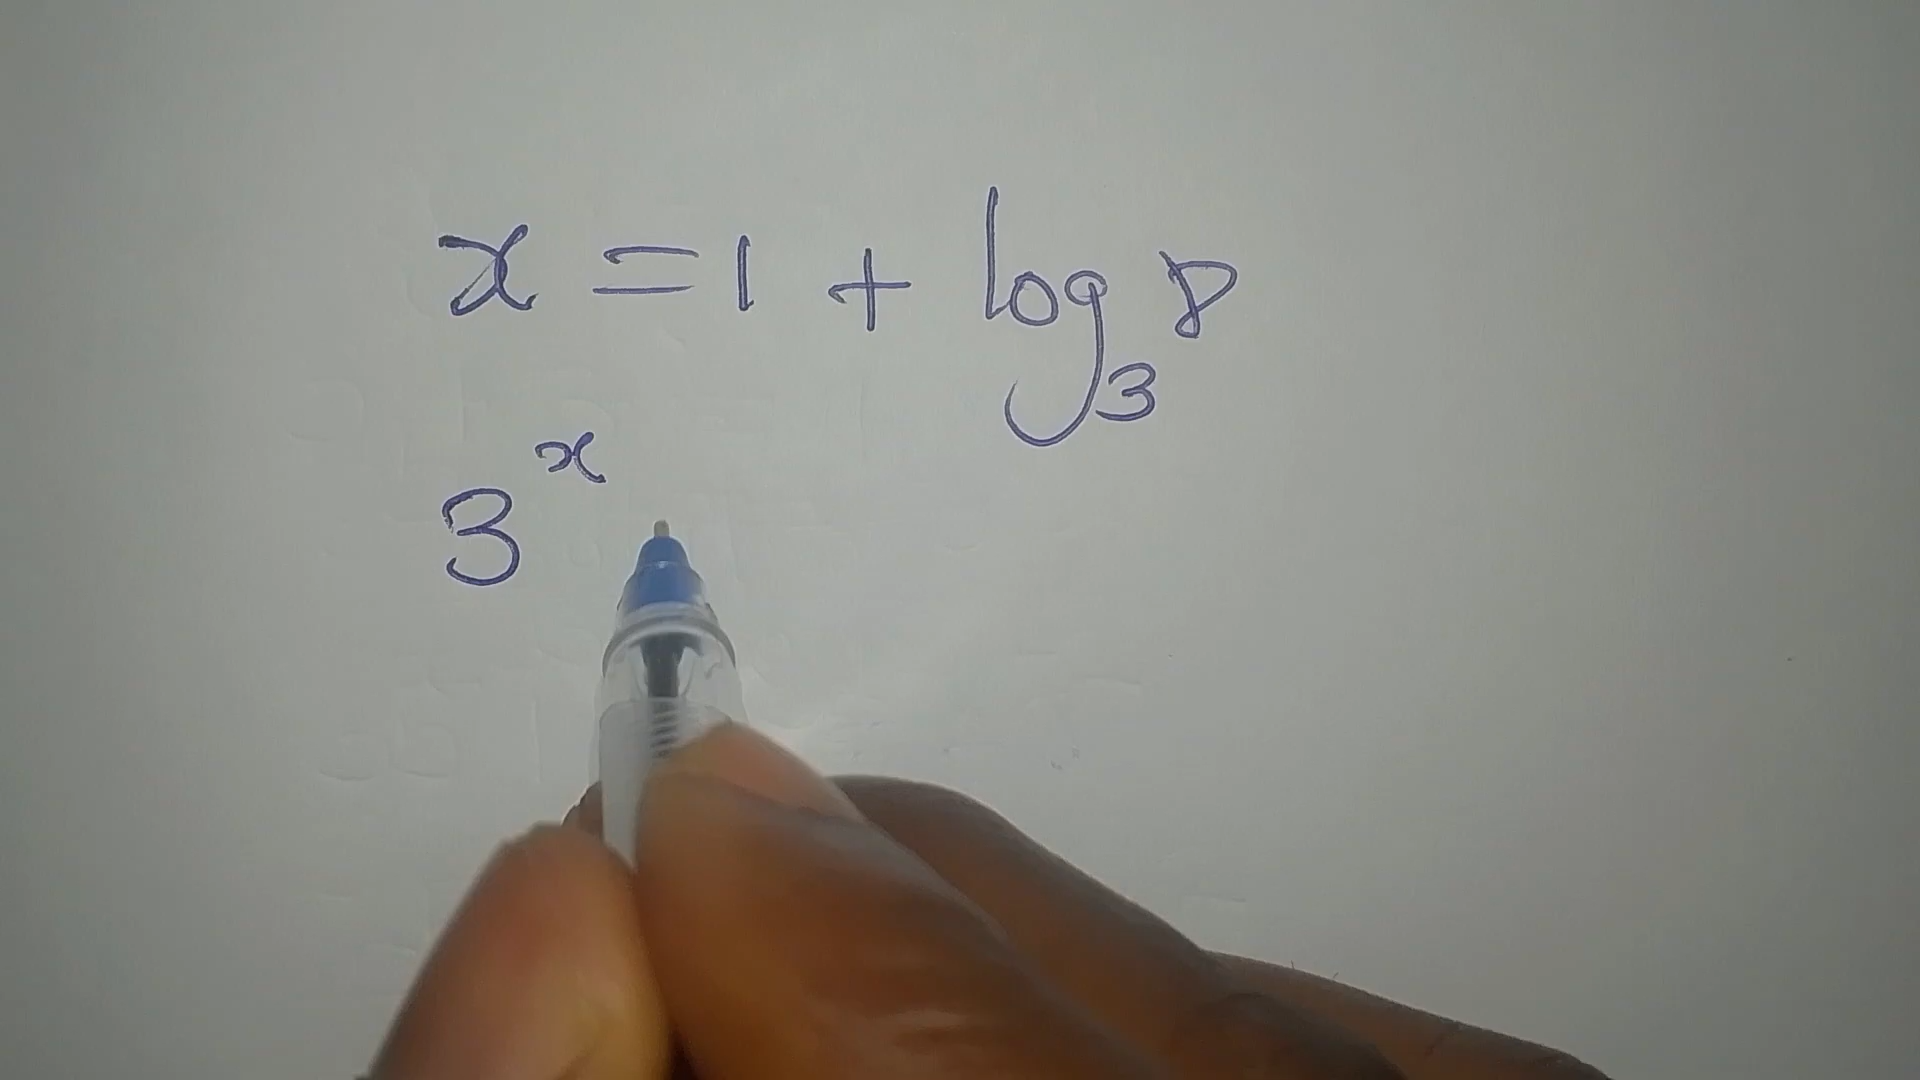 x = 1 + log₃ 8
3ˣ